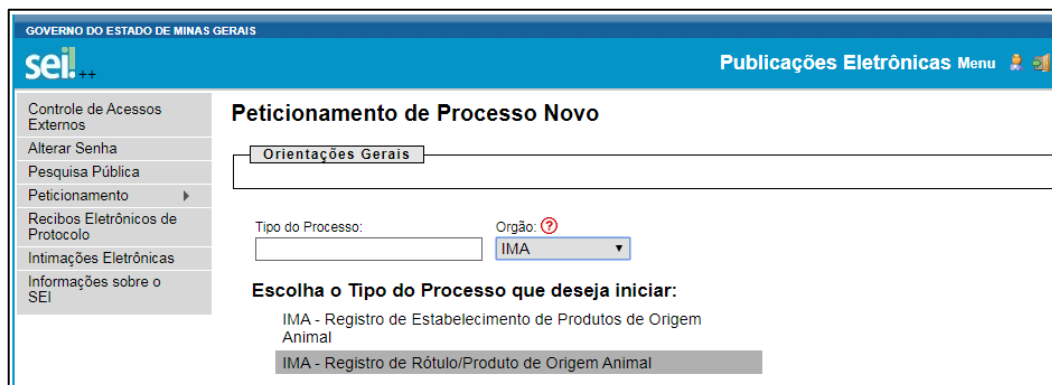 GOVERNO DO ESTADO DE MINAS GERAIS
sei! ++
Publicações Eletrônicas Menu
Controle de Acessos
Externos
Alterar Senha
Pesquisa Pública
Peticionamento
Recibos Eletrônicos de
Protocolo
Intimações Eletrônicas
Informações sobre o
SEI
Peticionamento de Processo Novo
Orientações Gerais
Tipo do Processo:
Orgão: ?
IMA
Escolha o Tipo do Processo que deseja iniciar:
IMA - Registro de Estabelecimento de Produtos de Origem
Animal
IMA - Registro de Rótulo/Produto de Origem Animal